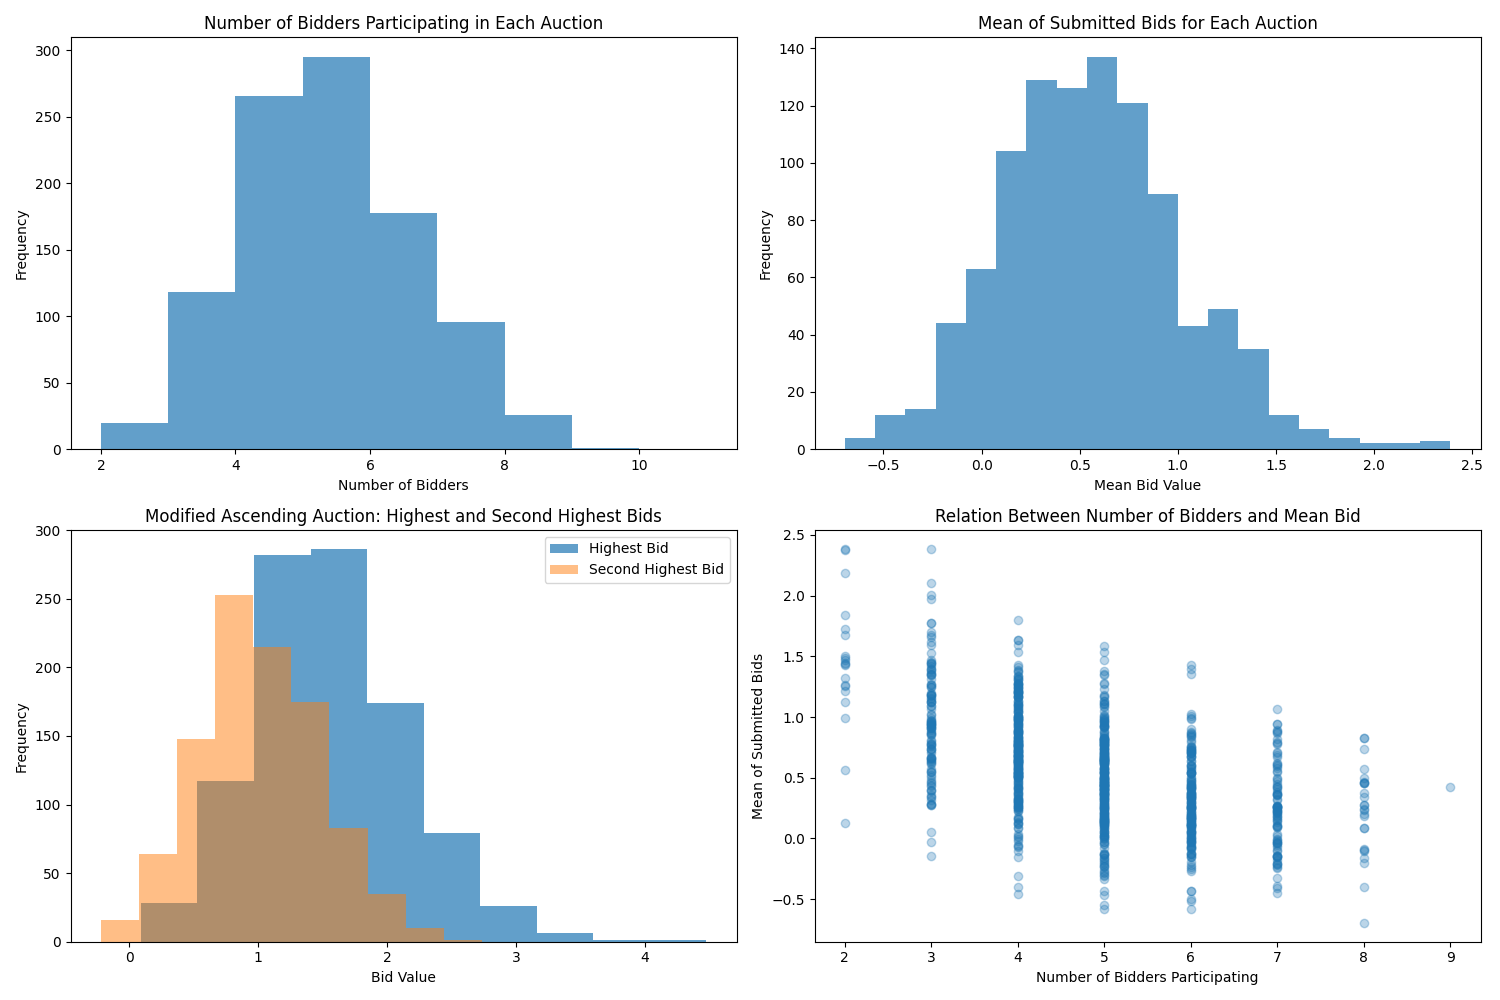 Number of Bidders Participating in Each Auction
300
250
200
150
100
50
0
Frequency
2 4 6 8 10
Number of Bidders
Mean of Submitted Bids for Each Auction
140
120
100
80
60
40
20
0
Frequency
−0.5 0.0 0.5 1.0 1.5 2.0 2.5
Mean Bid Value
Modified Ascending Auction: Highest and Second Highest Bids
Highest Bid
Second Highest Bid
300
250
200
150
100
50
0
Frequency
0 1 2 3 4
Bid Value
Relation Between Number of Bidders and Mean Bid
2.5
2.0
1.5
1.0
0.5
0.0
−0.5
Mean of Submitted Bids
2 3 4 5 6 7 8 9
Number of Bidders Participating